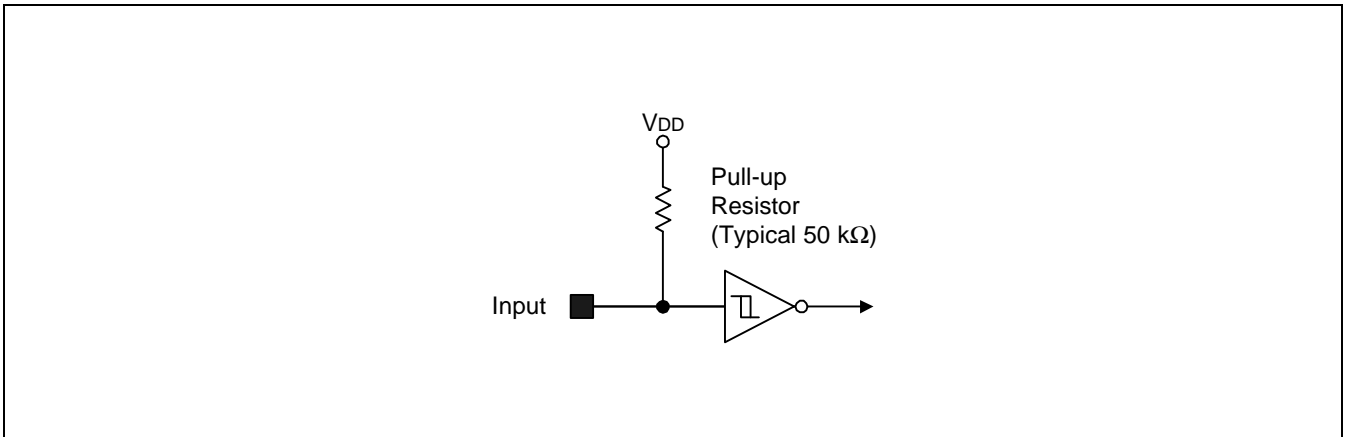 VDD
Pull-up
Resistor
(Typical 50 kΩ)
Input